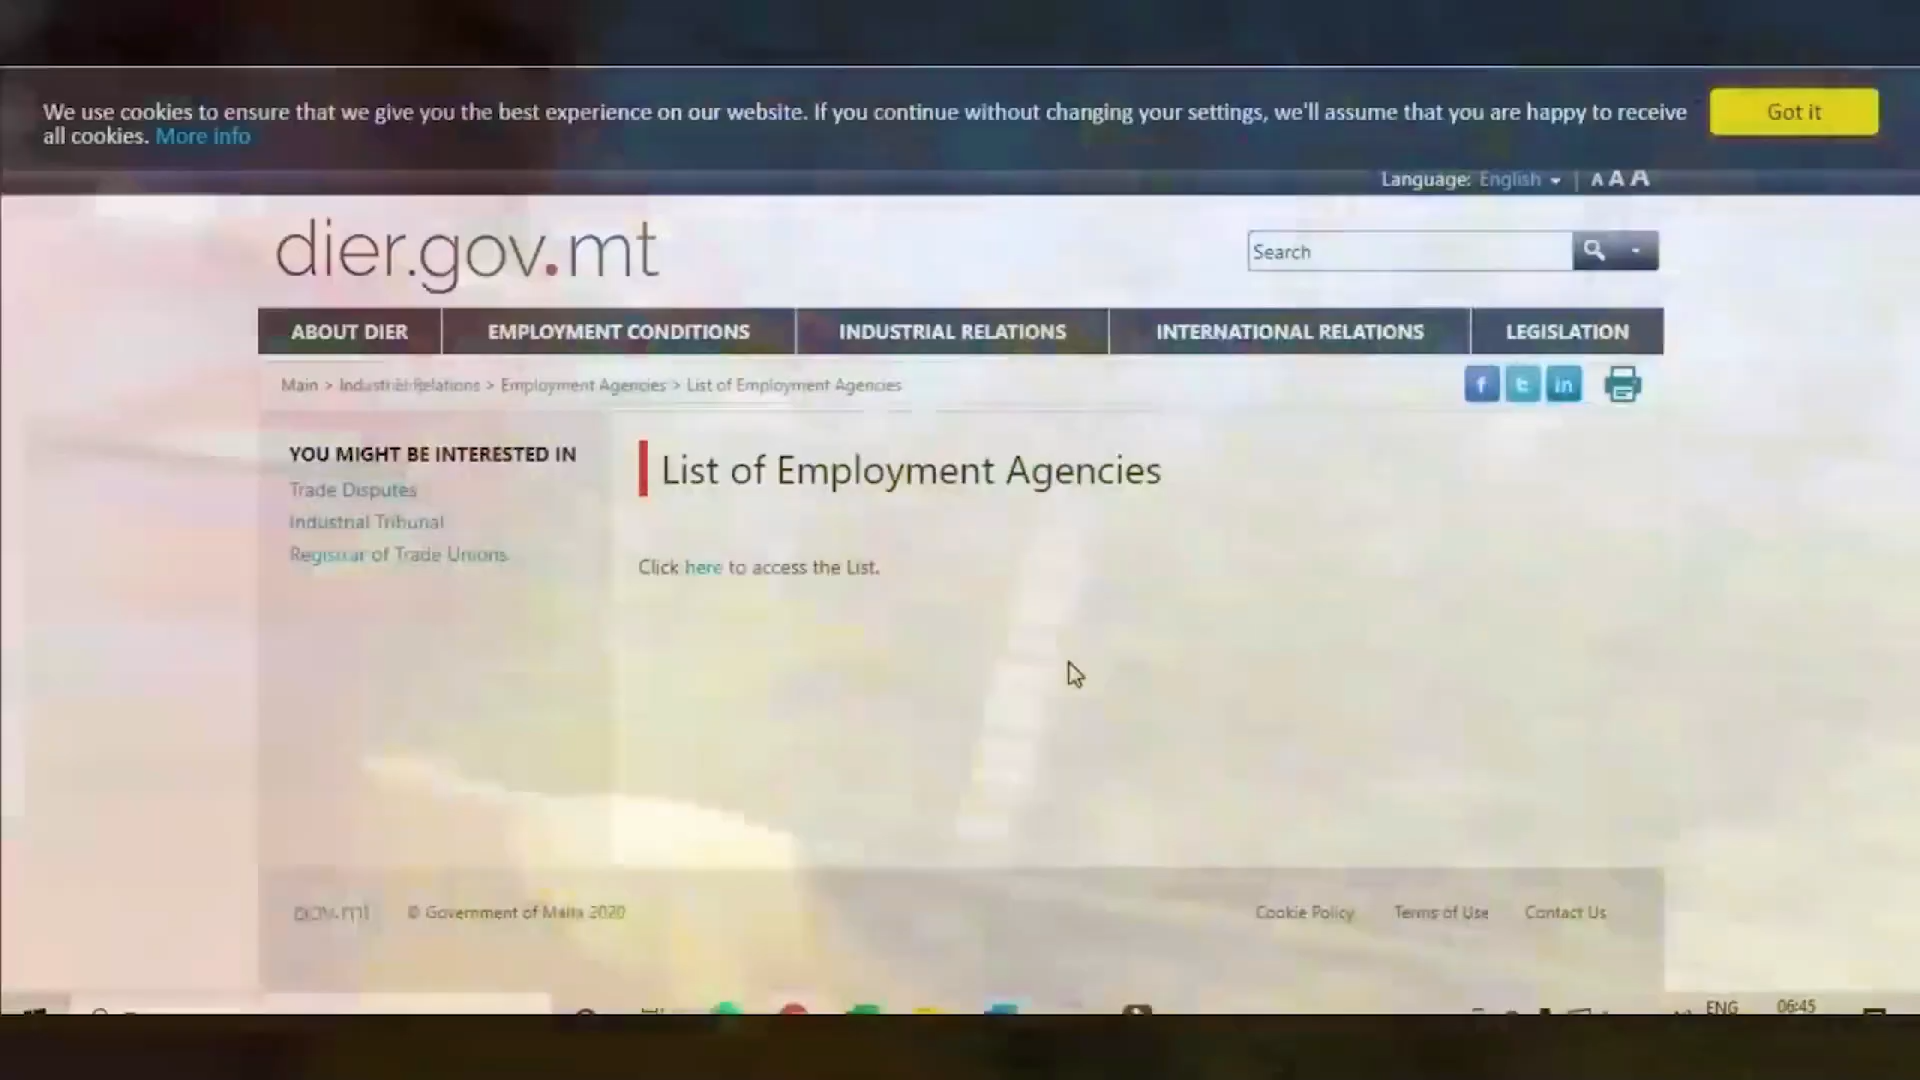 We use cookies to ensure that we give you the best experience on our website. If you continue without changing your settings, we'll assume that you are happy to receive
all cookies. More info
Got it
Language: English | A A A
dier.gov.mt
Search
ABOUT DIER
EMPLOYMENT CONDITIONS
INDUSTRIAL RELATIONS
INTERNATIONAL RELATIONS
LEGISLATION
Main > Industrial Relations > Employment Agencies > List of Employment Agencies
f t in
YOU MIGHT BE INTERESTED IN
Trade Disputes
Industrial Tribunal
Registrar of Trade Unions
List of Employment Agencies
Click here to access the List.
gov.mt
© Government of Malta 2020
Cookie Policy
Terms of Use
Contact Us
ENG
06:45